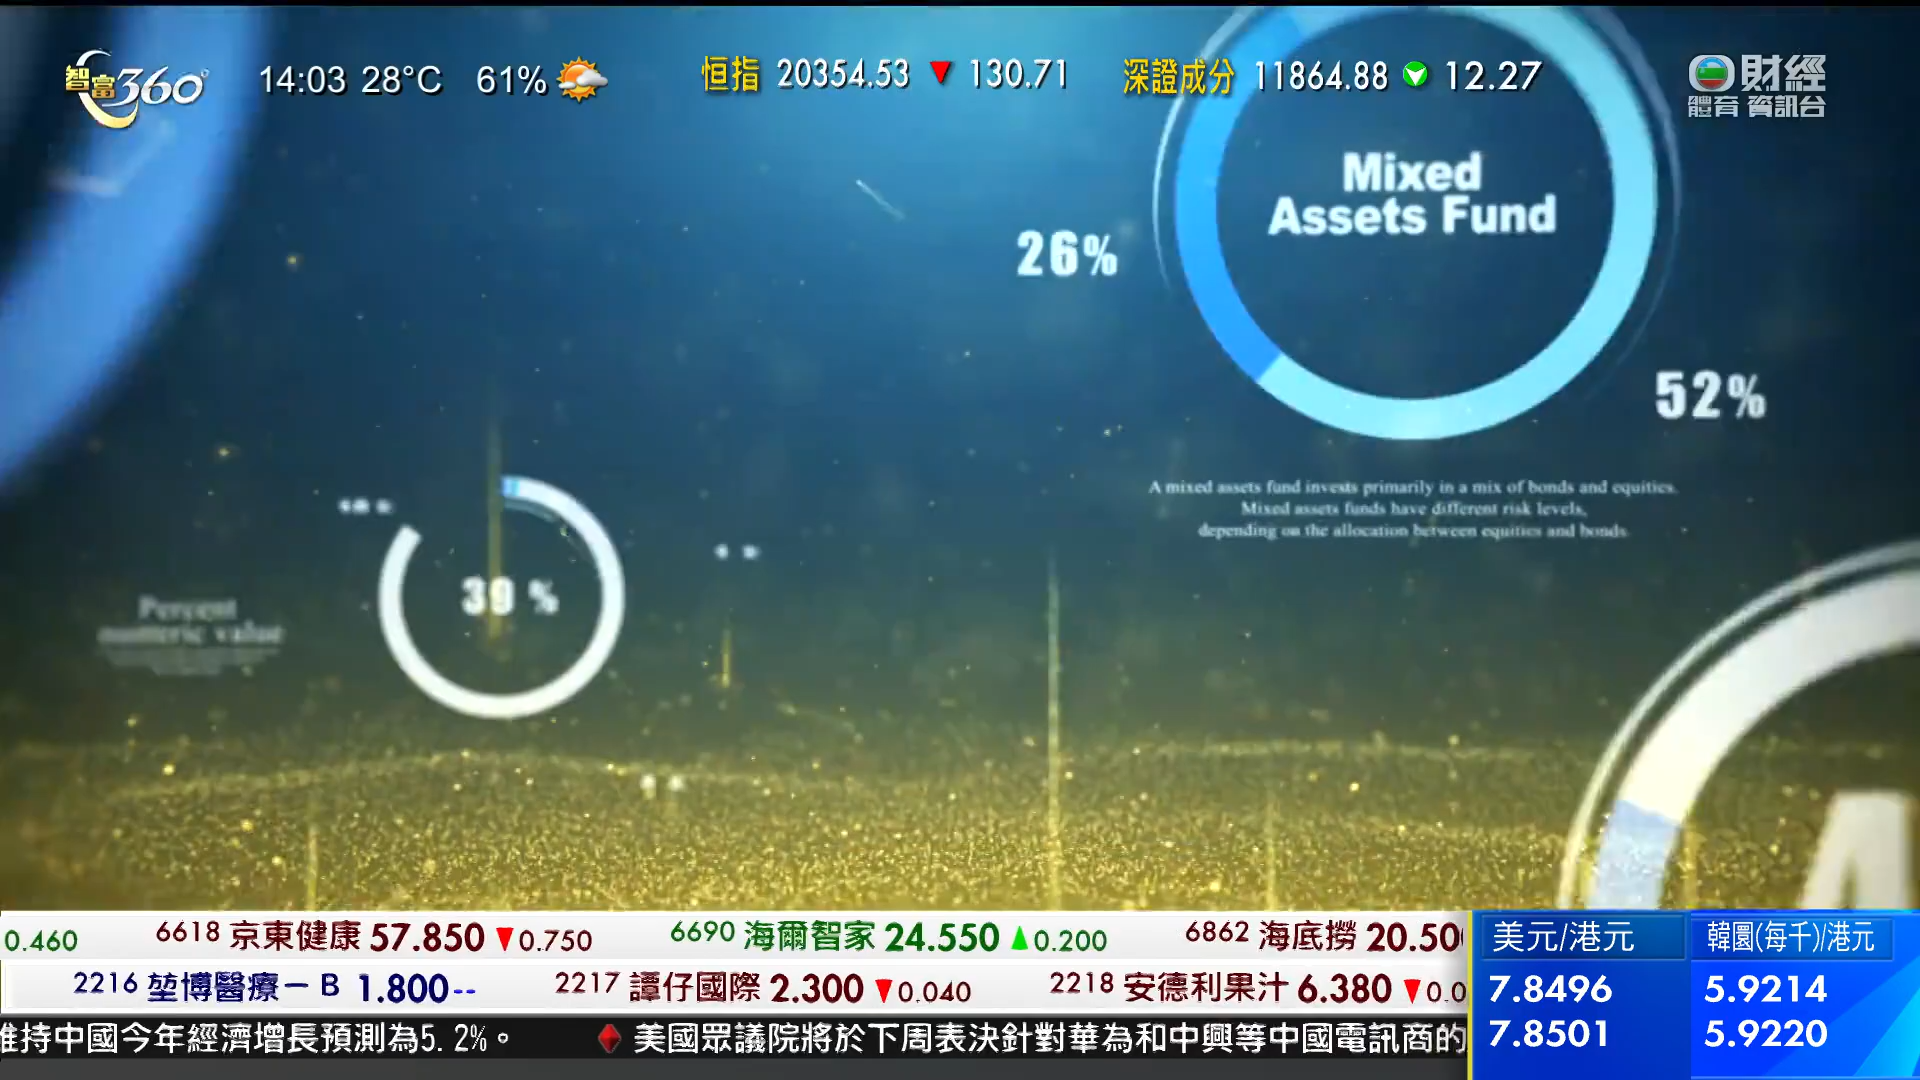 智富360°
14:03 28°C 61%
恒指 20354.53 ▼ 130.71
深證成分 11864.88 12.27
財經
體育 資訊台
Mixed
Assets Fund
26%
52%
A mixed assets fund invests primarily in a mix of bonds and equities.
Mixed assets funds have different risk levels,
depending on the allocation between equities and bonds.
39 %
Percent
numeric value
0.460 6618 京東健康 57.850 ▼0.750 6690 海爾智家 24.550 ▲0.200 6862 海底撈 20.50
2216 堃博醫療－B 1.800-- 2217 譚仔國際 2.300 ▼0.040 2218 安德利果汁 6.380 ▼0.0
維持中國今年經濟增長預測為5.2%。 ♦ 美國眾議院將於下周表決針對華為和中興等中國電訊商的
美元/港元
7.8496
7.8501
韓圜(每千)/港元
5.9214
5.9220